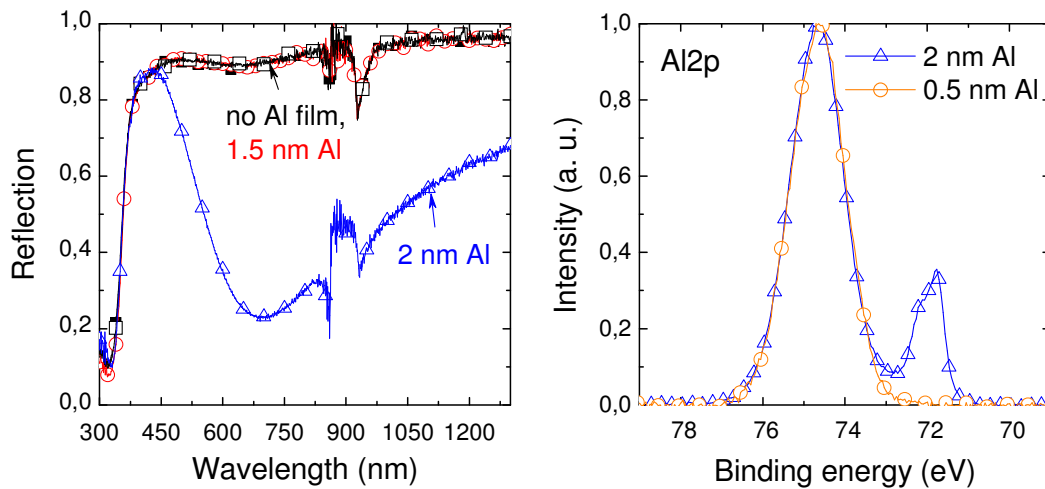 1,0
0,8
0,6
0,4
0,2
0,0
Reflection
no Al film,
1.5 nm Al
2 nm Al
300 450 600 750 900 1050 1200
Wavelength (nm)
1,0
0,8
0,6
0,4
0,2
0,0
Intensity (a. u.)
Al2p
2 nm Al
0.5 nm Al
78 76 74 72 70
Binding energy (eV)